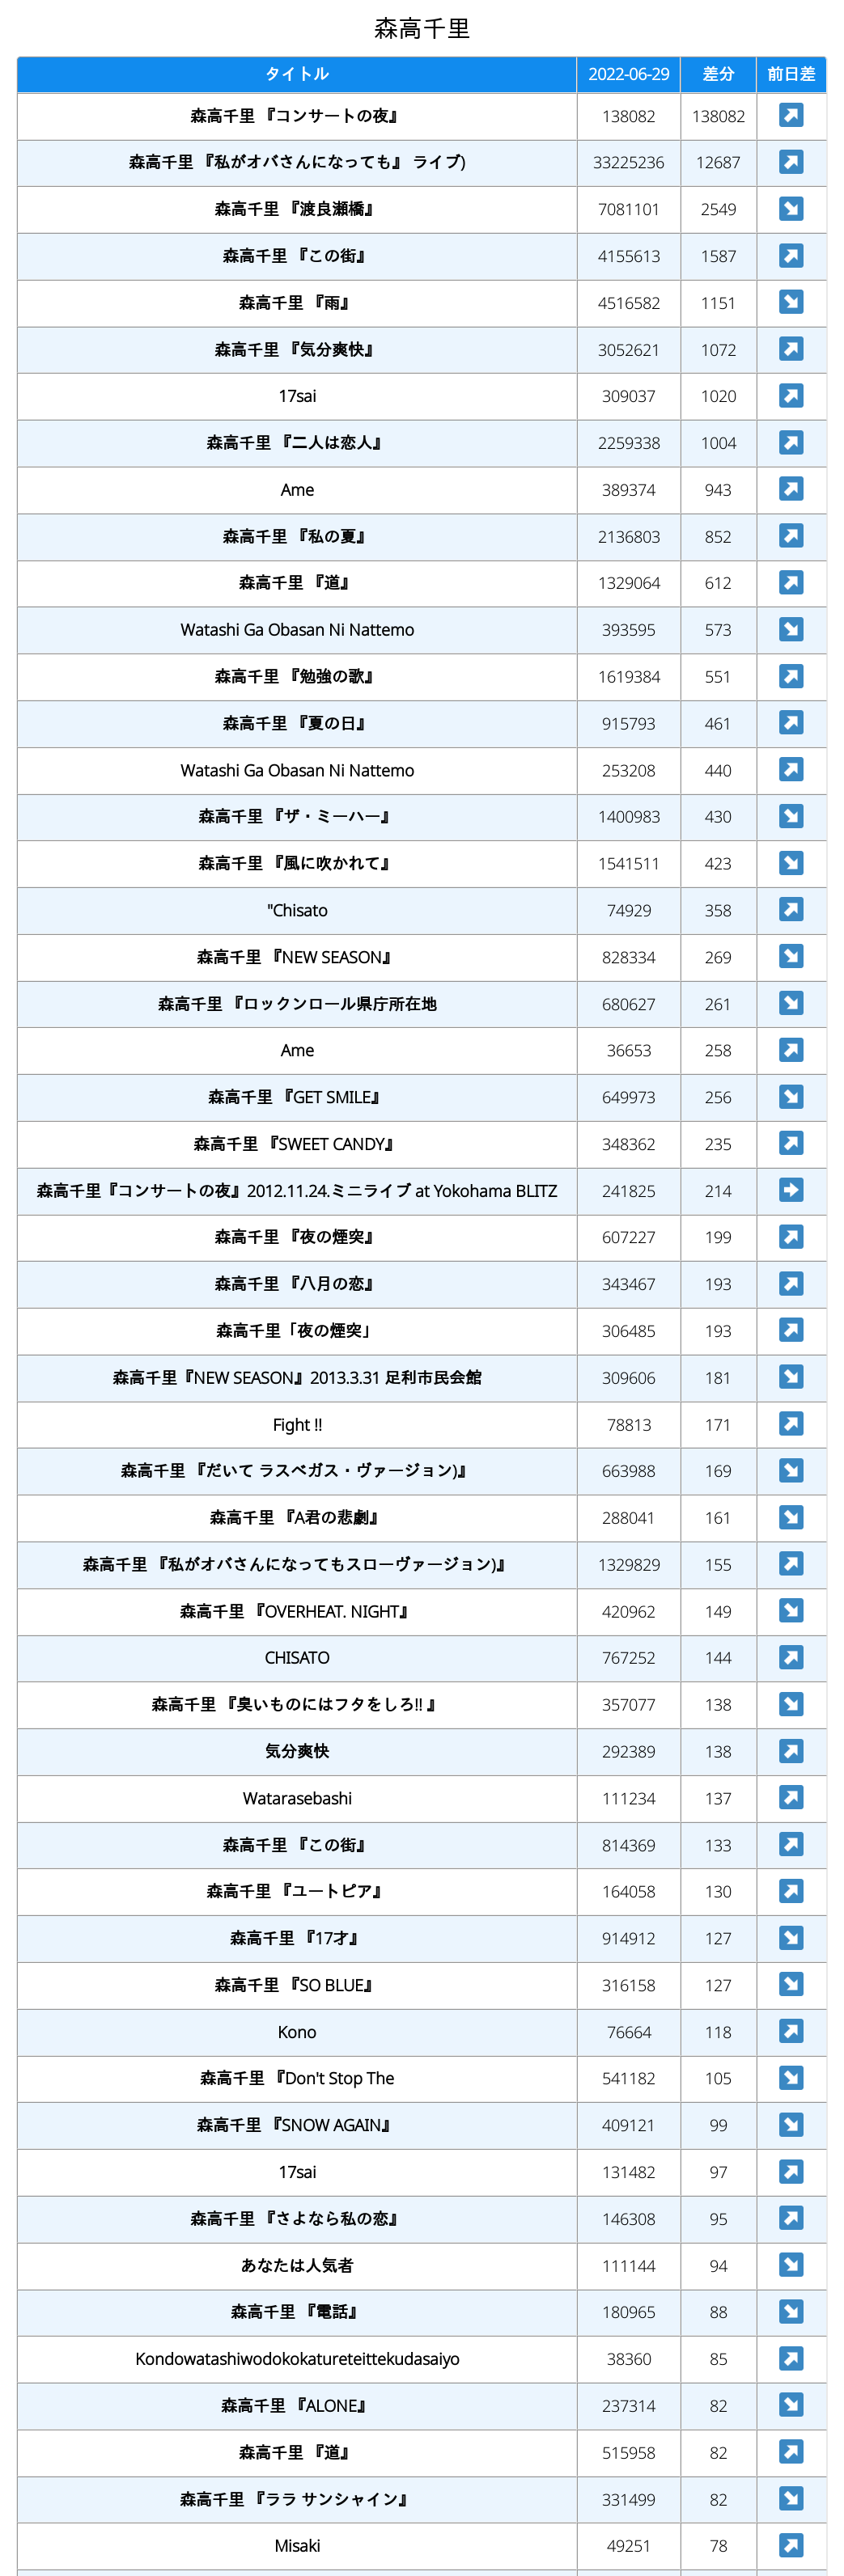 森高千里
タイトル 2022-06-29 差分 前日差
森高千里 『コンサートの夜』 138082 138082 ↗
森高千里 『私がオバさんになっても』 ライブ) 33225236 12687 ↗
森高千里 『渡良瀬橋』 7081101 2549 ↘
森高千里 『この街』 4155613 1587 ↗
森高千里 『雨』 4516582 1151 ↘
森高千里 『気分爽快』 3052621 1072 ↗
17sai 309037 1020 ↗
森高千里 『二人は恋人』 2259338 1004 ↗
Ame 389374 943 ↗
森高千里 『私の夏』 2136803 852 ↗
森高千里 『道』 1329064 612 ↗
Watashi Ga Obasan Ni Nattemo 393595 573 ↘
森高千里 『勉強の歌』 1619384 551 ↗
森高千里 『夏の日』 915793 461 ↗
Watashi Ga Obasan Ni Nattemo 253208 440 ↗
森高千里 『ザ・ミーハー』 1400983 430 ↘
森高千里 『風に吹かれて』 1541511 423 ↘
"Chisato 74929 358 ↗
森高千里 『NEW SEASON』 828334 269 ↘
森高千里 『ロックンロール県庁所在地 680627 261 ↘
Ame 36653 258 ↗
森高千里 『GET SMILE』 649973 256 ↘
森高千里 『SWEET CANDY』 348362 235 ↗
森高千里『コンサートの夜』2012.11.24.ミニライブ at Yokohama BLITZ 241825 214 →
森高千里 『夜の煙突』 607227 199 ↗
森高千里 『八月の恋』 343467 193 ↗
森高千里「夜の煙突」 306485 193 ↗
森高千里『NEW SEASON』2013.3.31 足利市民会館 309606 181 ↘
Fight !! 78813 171 ↗
森高千里 『だいて ラスベガス・ヴァージョン)』 663988 169 ↘
森高千里 『A君の悲劇』 288041 161 ↘
森高千里 『私がオバさんになってもスローヴァージョン)』 1329829 155 ↗
森高千里 『OVERHEAT. NIGHT』 420962 149 ↘
CHISATO 767252 144 ↗
森高千里 『臭いものにはフタをしろ!! 』 357077 138 ↘
気分爽快 292389 138 ↗
Watarasebashi 111234 137 ↗
森高千里 『この街』 814369 133 ↗
森高千里 『ユートピア』 164058 130 ↗
森高千里 『17才』 914912 127 ↘
森高千里 『SO BLUE』 316158 127 ↘
Kono 76664 118 ↗
森高千里 『Don't Stop The 541182 105 ↘
森高千里 『SNOW AGAIN』 409121 99 ↘
17sai 131482 97 ↗
森高千里 『さよなら私の恋』 146308 95 ↗
あなたは人気者 111144 94 ↘
森高千里 『電話』 180965 88 ↘
Kondowatashiwodokokatureteittekudasaiyo 38360 85 ↗
森高千里 『ALONE』 237314 82 ↘
森高千里 『道』 515958 82 ↗
森高千里 『ララ サンシャイン』 331499 82 ↘
Misaki 49251 78 ↗